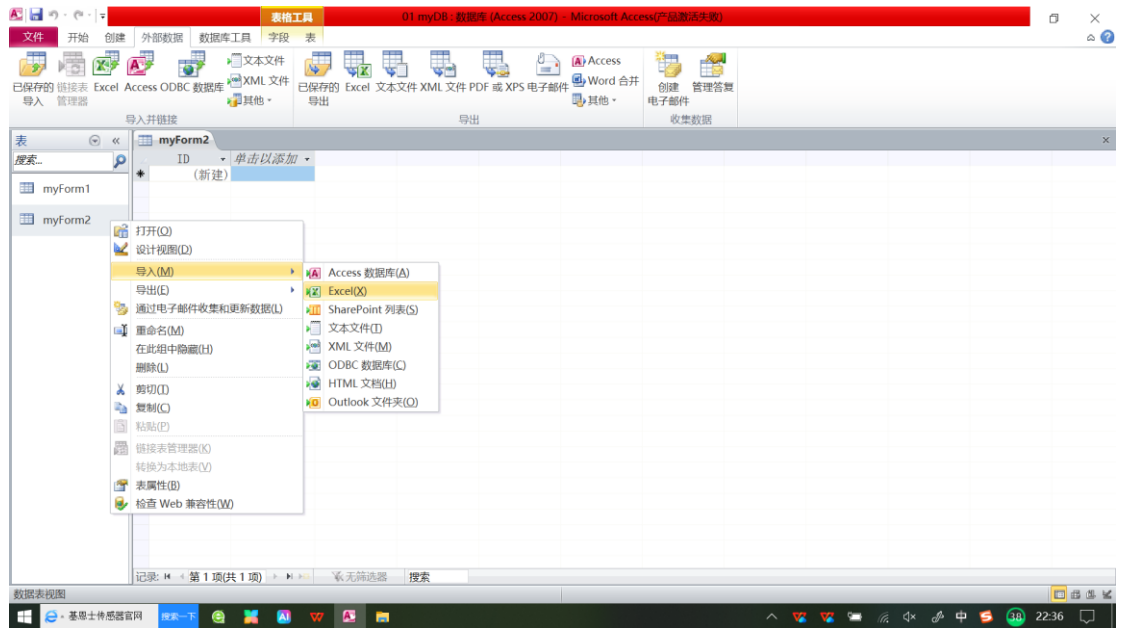 表格工具 01 myDB : 数据库 (Access 2007) - Microsoft Access(产品激活失败)
文件 开始 创建 外部数据 数据库工具 字段 表
已保存的导入 链接表管理器 Excel Access ODBC 数据库 文本文件 XML 文件 其他 已保存的导出 Excel 文本文件 XML 文件 PDF 或 XPS 电子邮件 Access Word 合并 其他 创建电子邮件 管理答复
导入并链接 导出 收集数据
表 myForm2
搜索... ID 单击以添加
(新建)
myForm1
myForm2
打开(O)
设计视图(D)
导入(M) Access 数据库(A)
导出(E) Excel(X)
通过电子邮件收集和更新数据(L) SharePoint 列表(S)
重命名(M) 文本文件(T)
在此组中隐藏(H) XML 文件(M)
删除(L) ODBC 数据库(C)
剪切(T) HTML 文档(H)
复制(C) Outlook 文件夹(O)
粘贴(P)
链接表管理器(K)
转换为本地表(V)
表属性(B)
检查 Web 兼容性(W)
记录: 第 1 项(共 1 项) 无筛选器 搜索
数据表视图
基恩士传感器官网 搜索一下 中 38 22:36